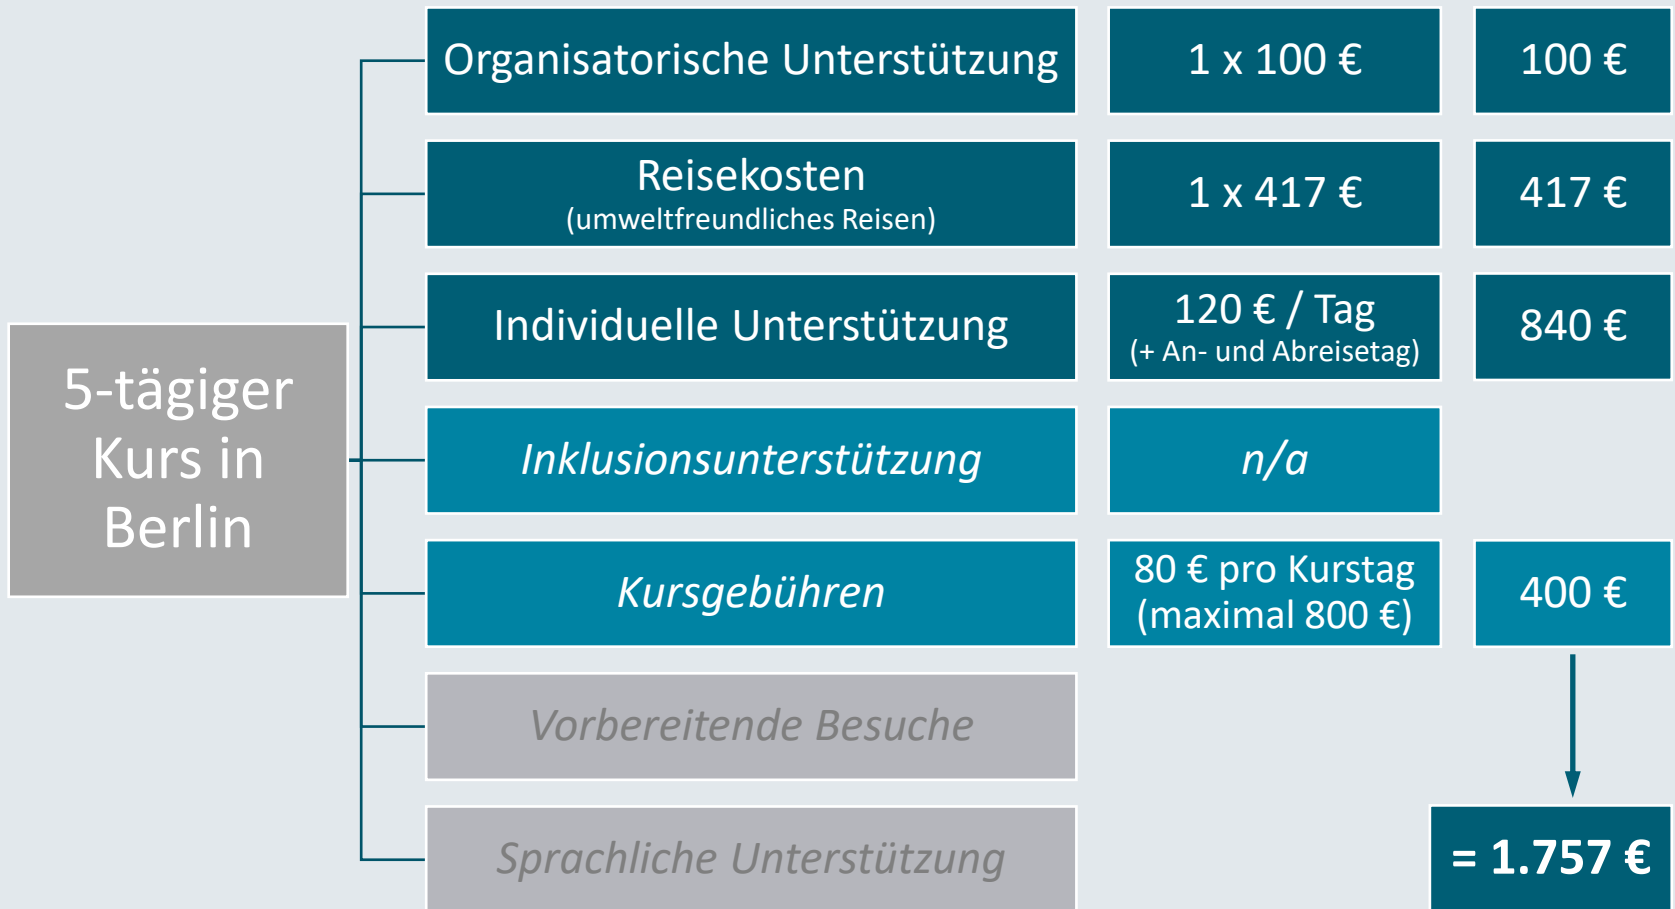 Organisatorische Unterstützung
1 x 100 €
100 €
Reisekosten
(umweltfreundliches Reisen)
1 x 417 €
417 €
Individuelle Unterstützung
120 € / Tag
(+ An- und Abreisetag)
840 €
5-tägiger
Kurs in
Berlin
Inklusionsunterstützung
n/a
Kursgebühren
80 € pro Kurstag
(maximal 800 €)
400 €
Vorbereitende Besuche
Sprachliche Unterstützung
= 1.757 €